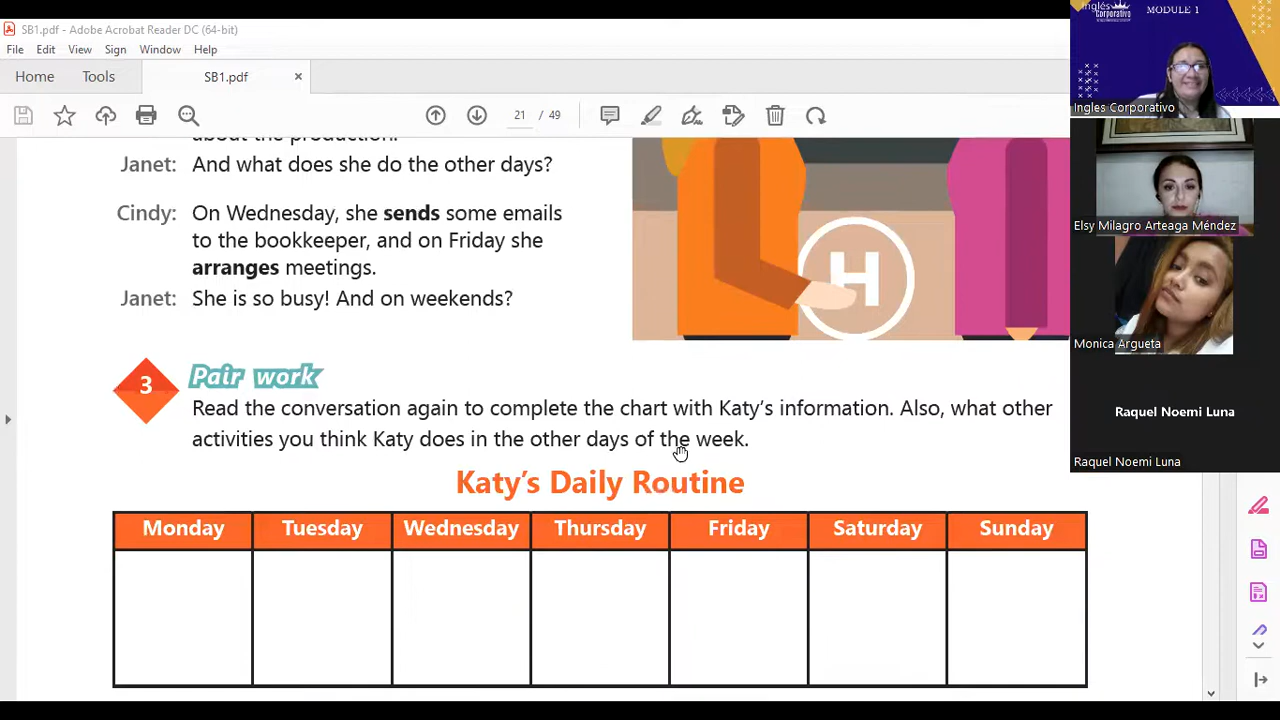 SB1.pdf - Adobe Acrobat Reader DC (64-bit)
File Edit View Sign Window Help
Home Tools SB1.pdf ×
21 / 49
about the production.
Janet: And what does she do the other days?
Cindy: On Wednesday, she sends some emails
to the bookkeeper, and on Friday she
arranges meetings.
Janet: She is so busy! And on weekends?
H
3 Pair work
Read the conversation again to complete the chart with Katy's information. Also, what other
activities you think Katy does in the other days of the week.
Katy's Daily Routine
Monday Tuesday Wednesday Thursday Friday Saturday Sunday
Inglés
Corporativo
MODULE 1
Ingles Corporativo
Elsy Milagro Arteaga Méndez
Monica Argueta
Raquel Noemi Luna
Raquel Noemi Luna